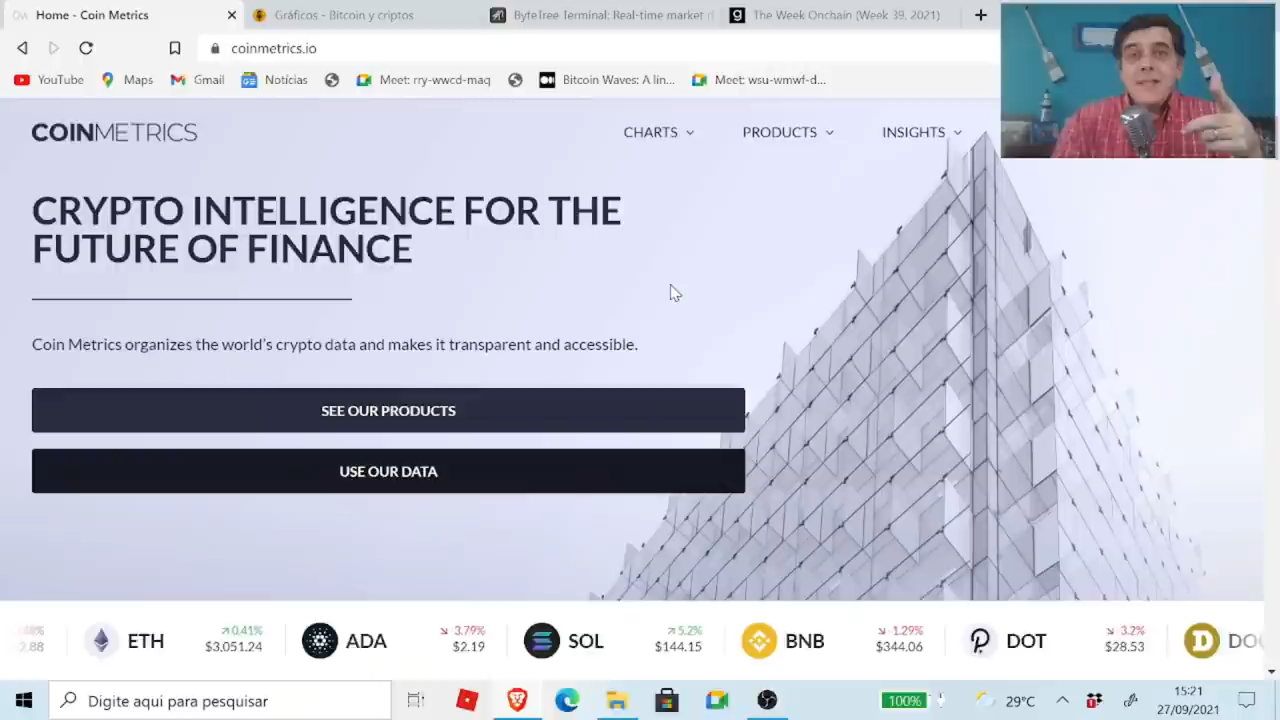 Home - Coin Metrics
Gráficos - Bitcoin y criptos
ByteTree Terminal: Real-time market
The Week Onchain (Week 39, 2021)
coinmetrics.io
YouTube
Maps
Gmail
Notícias
Meet: rry-wwcd-maq
Bitcoin Waves: A lin...
Meet: wsu-wmwf-d...
COINMETRICS
CHARTS
PRODUCTS
INSIGHTS
CRYPTO INTELLIGENCE FOR THE
FUTURE OF FINANCE
Coin Metrics organizes the world's crypto data and makes it transparent and accessible.
SEE OUR PRODUCTS
USE OUR DATA
2.88
ETH
0.41%
$3,051.24
ADA
3.79%
$2.19
SOL
5.2%
$144.15
BNB
1.29%
$344.06
DOT
3.2%
$28.53
Digite aqui para pesquisar
100%
29°C
15:21
27/09/2021